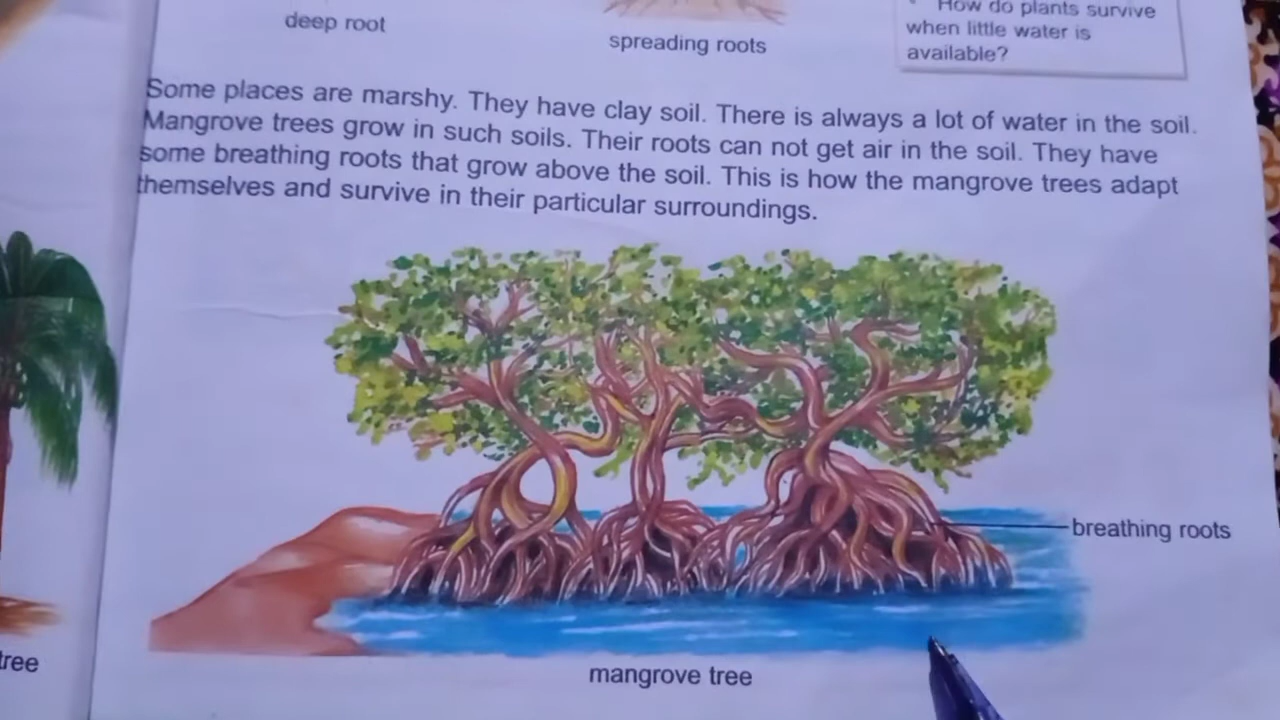 deep root
spreading roots
How do plants survive
when little water is
available?
Some places are marshy. They have clay soil. There is always a lot of water in the soil.
Mangrove trees grow in such soils. Their roots can not get air in the soil. They have
some breathing roots that grow above the soil. This is how the mangrove trees adapt
themselves and survive in their particular surroundings.
breathing roots
tree
mangrove tree